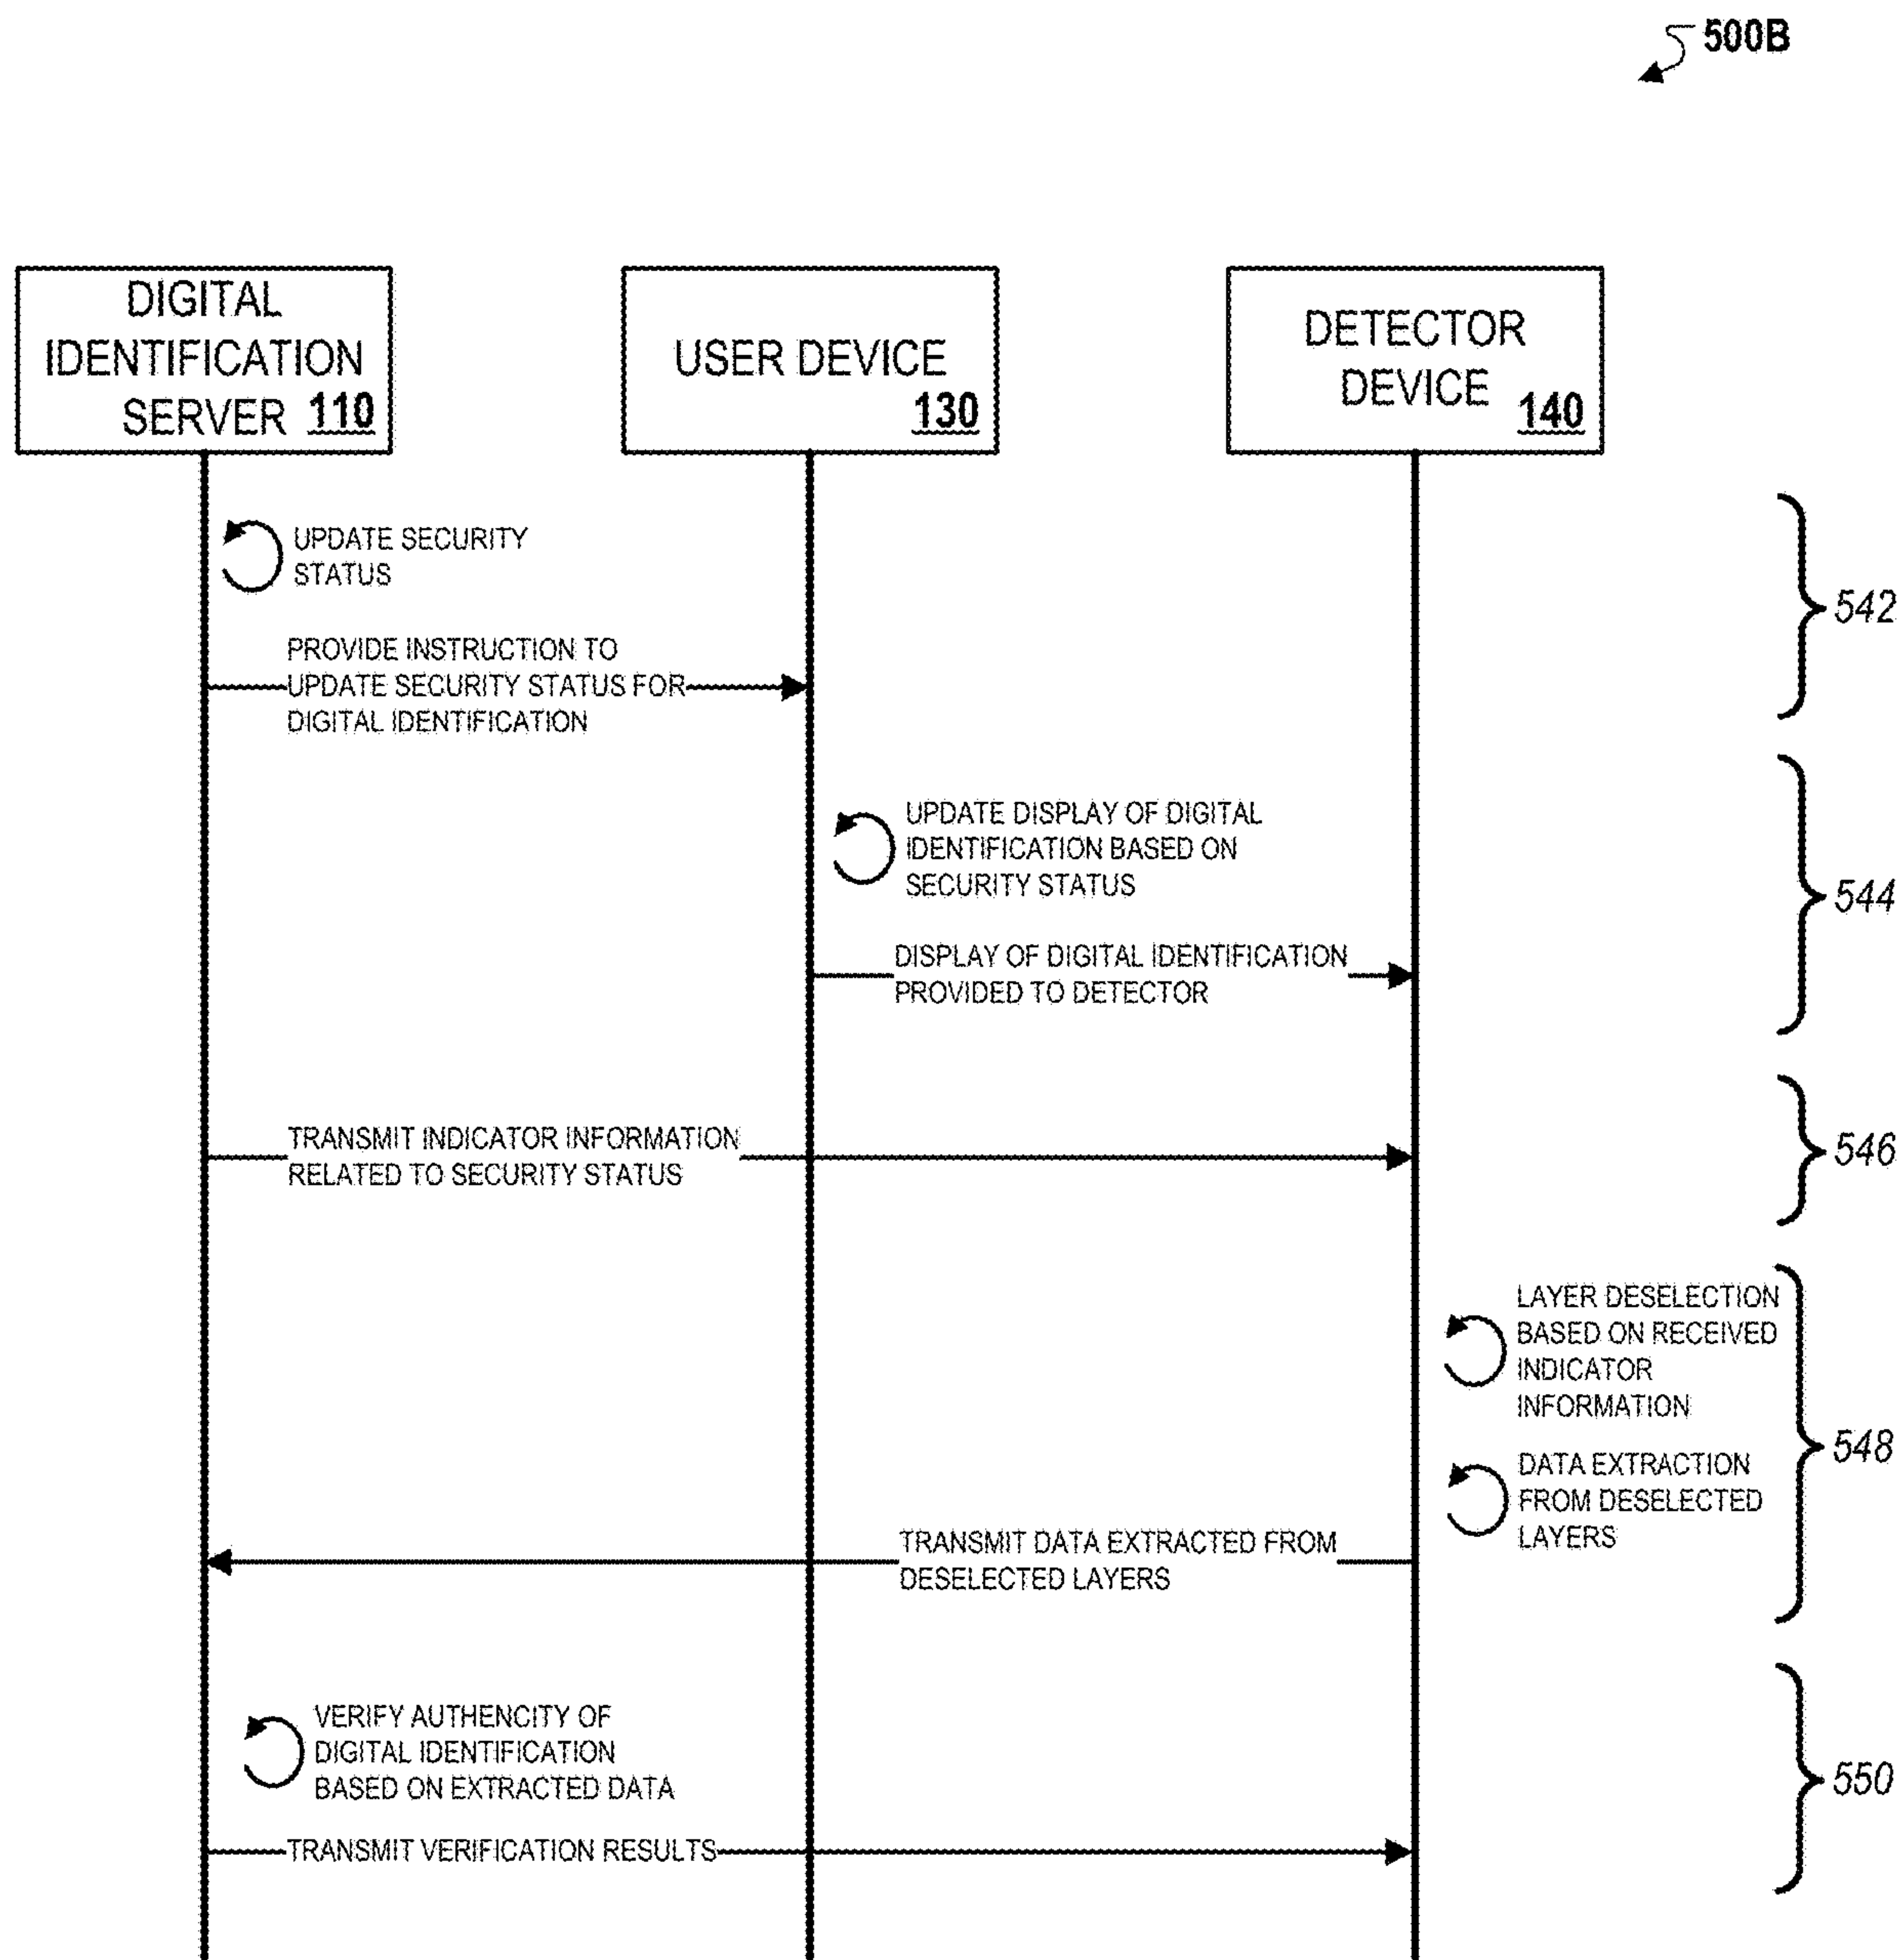 500B
DIGITAL
IDENTIFICATION
SERVER 110
USER DEVICE
130
DETECTOR
DEVICE 140
UPDATE SECURITY
STATUS
PROVIDE INSTRUCTION TO
UPDATE SECURITY STATUS FOR
DIGITAL IDENTIFICATION
542
UPDATE DISPLAY OF DIGITAL
IDENTIFICATION BASED ON
SECURITY STATUS
DISPLAY OF DIGITAL IDENTIFICATION
PROVIDED TO DETECTOR
544
TRANSMIT INDICATOR INFORMATION
RELATED TO SECURITY STATUS
546
LAYER DESELECTION
BASED ON RECEIVED
INDICATOR
INFORMATION
DATA EXTRACTION
FROM DESELECTED
LAYERS
TRANSMIT DATA EXTRACTED FROM
DESELECTED LAYERS
548
VERIFY AUTHENCITY OF
DIGITAL IDENTIFICATION
BASED ON EXTRACTED DATA
TRANSMIT VERIFICATION RESULTS
550